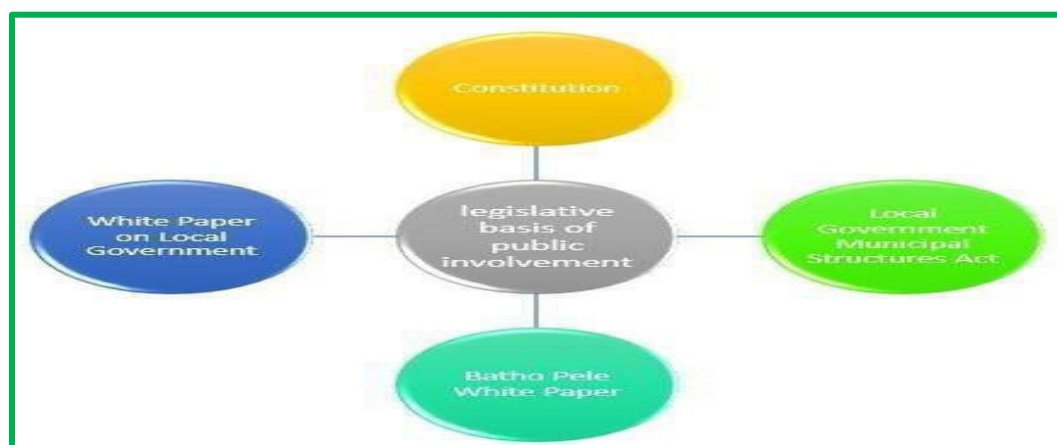 Constitution
White Paper
on Local
Government
legislative
basis of
public
involvement
Local
Government
Municipal
Structures Act
Batho Pele
White Paper